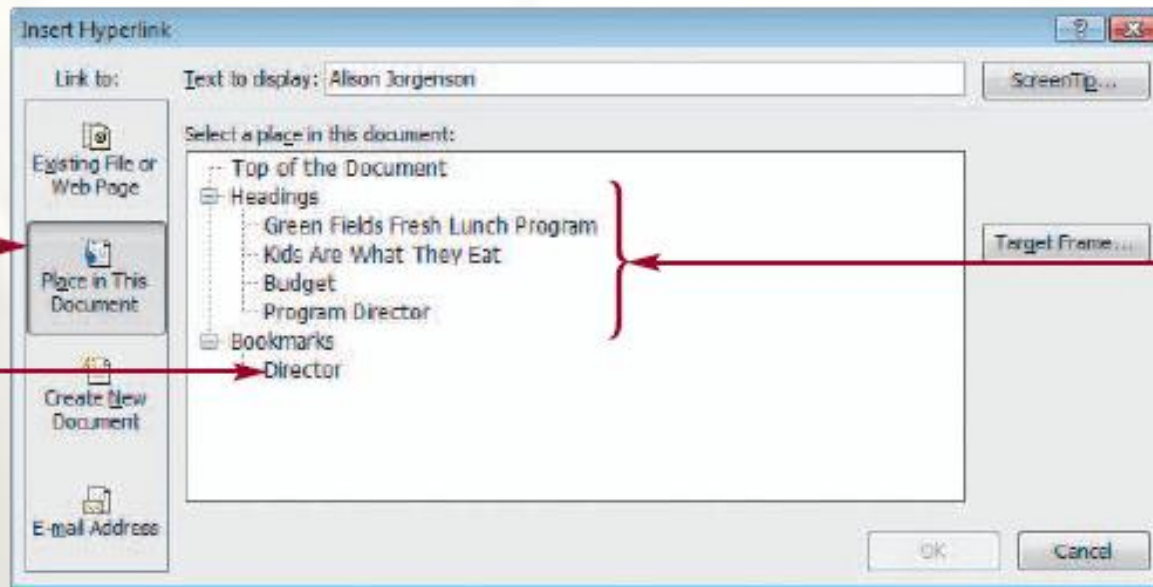 Insert Hyperlink
Link to:
Text to display: Alison Jorgenson
ScreenTip...
Existing File or
Web Page
Place in This
Document
Create New
Document
E-mail Address
Select a place in this document:
Top of the Document
Headings
Green Fields Fresh Lunch Program
Kids Are What They Eat
Budget
Program Director
Bookmarks
Director
Target Frame...
OK
Cancel